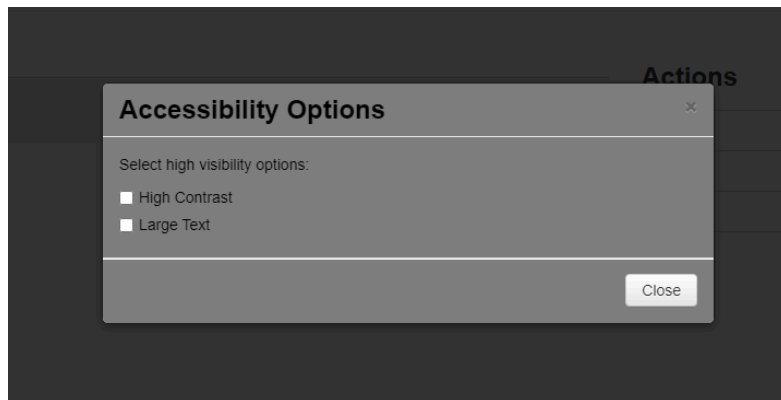 Actions
Accessibility Options
×
Select high visibility options:
High Contrast
Large Text
Close